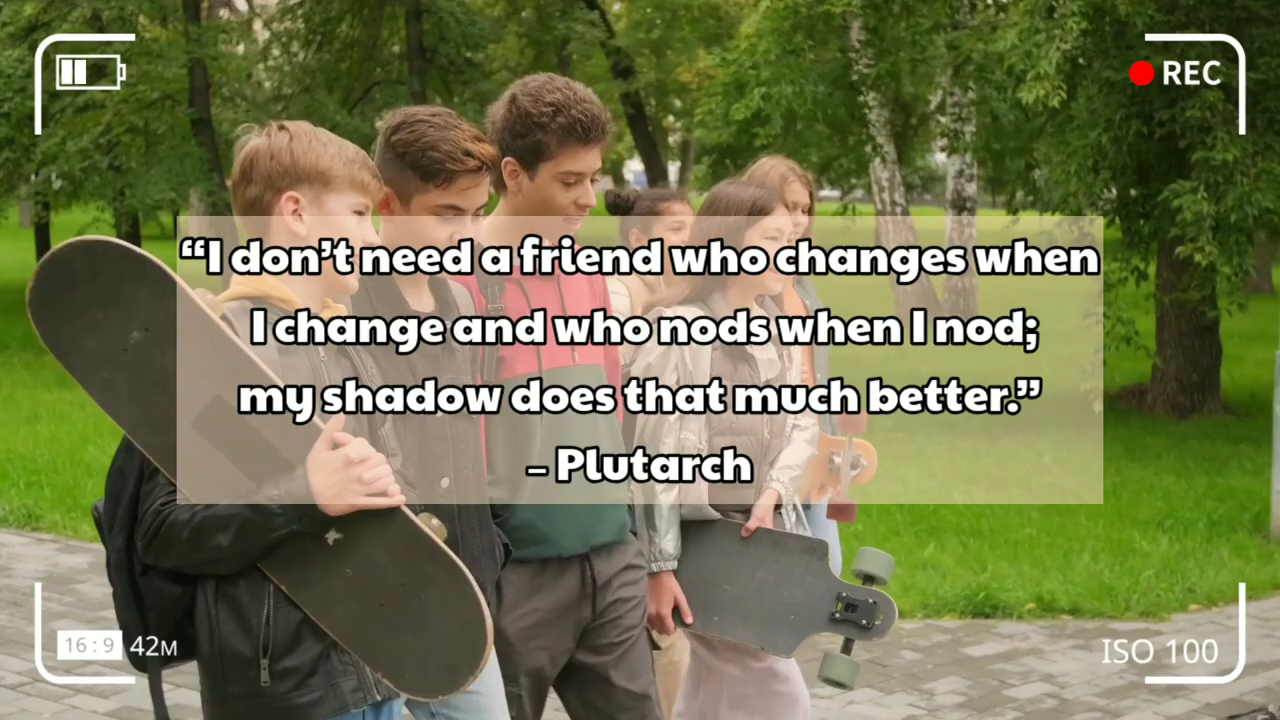 REC
“I don’t need a friend who changes when
I change and who nods when I nod;
my shadow does that much better.”
– Plutarch
16:9 42M
ISO 100